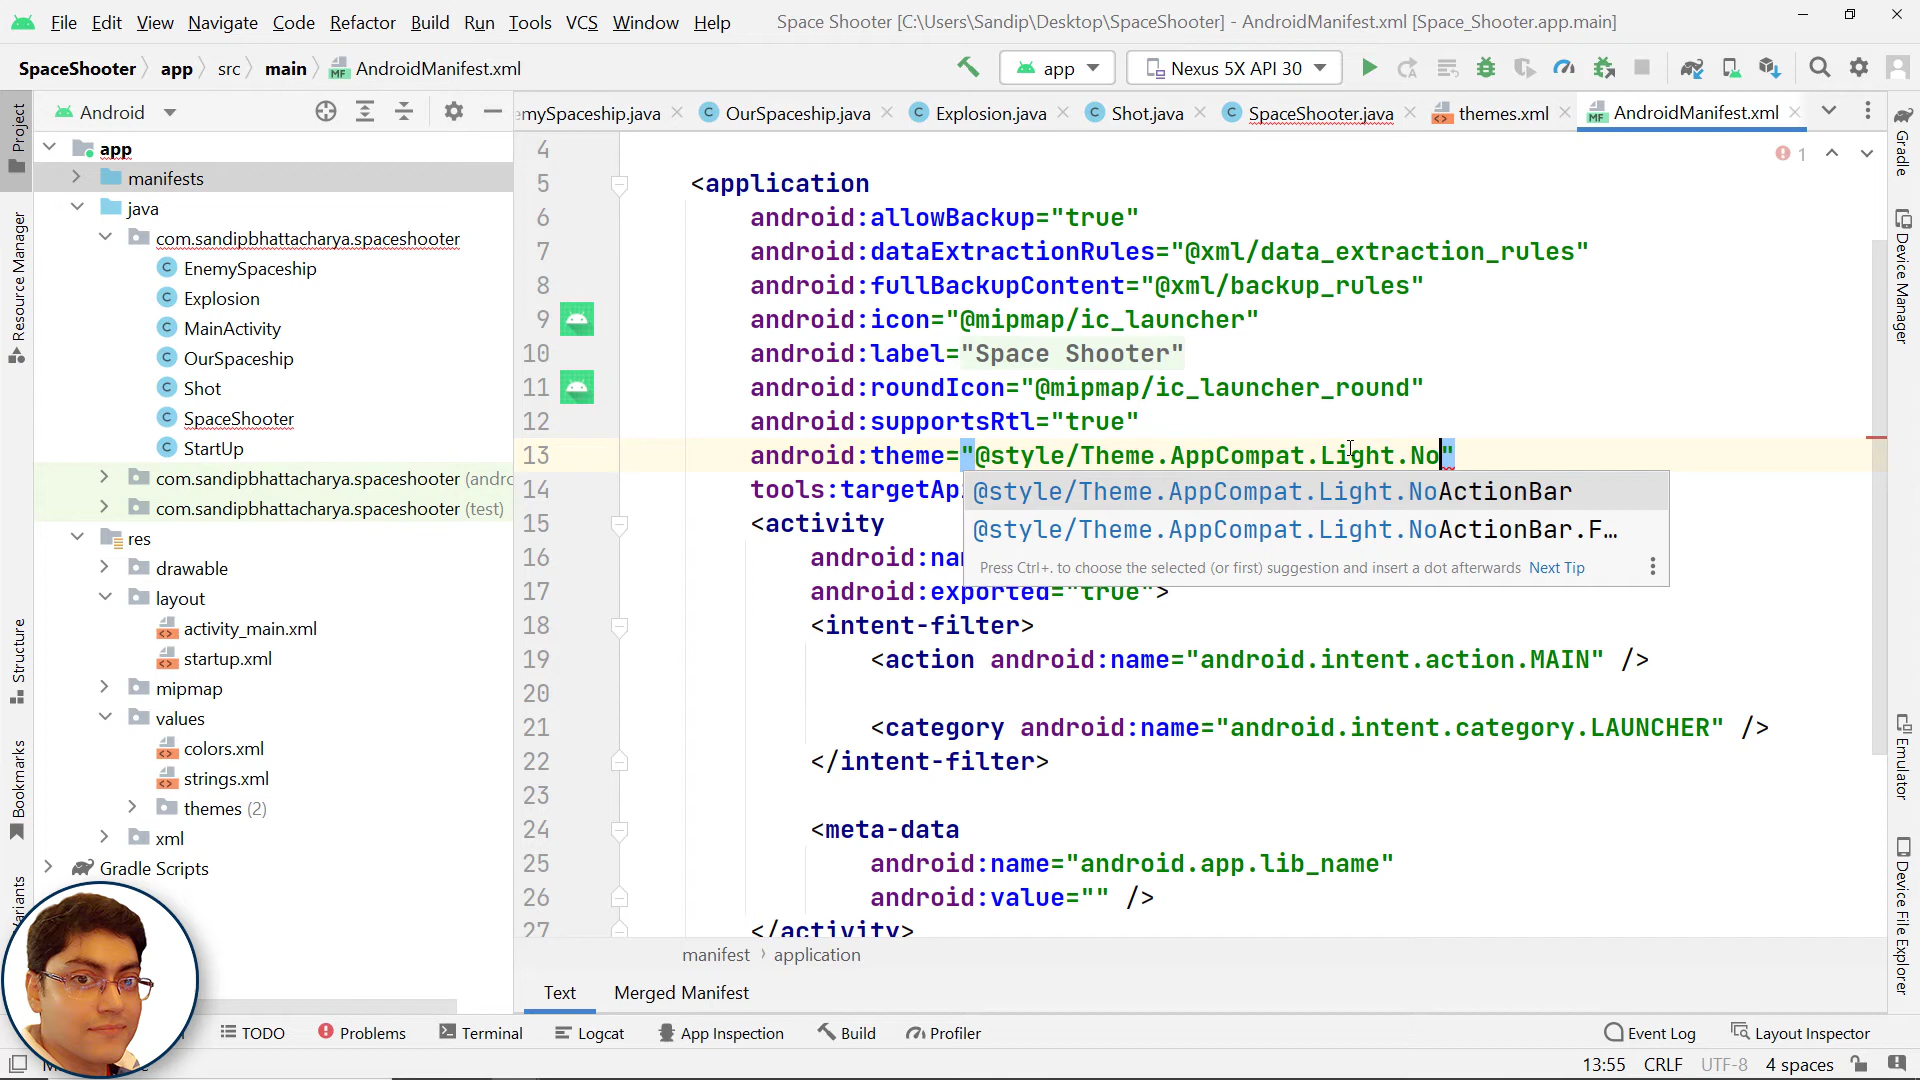 File Edit View Navigate Code Refactor Build Run Tools VCS Window Help Space Shooter [C:\Users\Sandip\Desktop\SpaceShooter] - AndroidManifest.xml [Space_Shooter.app.main]
SpaceShooter app src main AndroidManifest.xml app Nexus 5X API 30
Android
emySpaceship.java OurSpaceship.java Explosion.java Shot.java SpaceShooter.java themes.xml AndroidManifest.xml
Project
Resource Manager
Structure
Bookmarks
Variants
app
manifests
java
com.sandipbhattacharya.spaceshooter
EnemySpaceship
Explosion
MainActivity
OurSpaceship
Shot
SpaceShooter
StartUp
com.sandipbhattacharya.spaceshooter (andro
com.sandipbhattacharya.spaceshooter (test)
res
drawable
layout
activity_main.xml
startup.xml
mipmap
values
colors.xml
strings.xml
themes (2)
xml
Gradle Scripts
1
4
5 <application
6 android:allowBackup="true"
7 android:dataExtractionRules="@xml/data_extraction_rules"
8 android:fullBackupContent="@xml/backup_rules"
9 android:icon="@mipmap/ic_launcher"
10 android:label="Space Shooter"
11 android:roundIcon="@mipmap/ic_launcher_round"
12 android:supportsRtl="true"
13 android:theme="@style/Theme.AppCompat.Light.No"
14 tools:targetAp
@style/Theme.AppCompat.Light.NoActionBar
15 <activity
@style/Theme.AppCompat.Light.NoActionBar.F…
16 android:na
Press Ctrl+. to choose the selected (or first) suggestion and insert a dot afterwards Next Tip
17 android:exported="true">
18 <intent-filter>
19 <action android:name="android.intent.action.MAIN" />
20
21 <category android:name="android.intent.category.LAUNCHER" />
22 </intent-filter>
23
24 <meta-data
25 android:name="android.app.lib_name"
26 android:value="" />
27 </activity>
manifest application
Text Merged Manifest
Gradle
Device Manager
Emulator
Device File Explorer
TODO Problems Terminal Logcat App Inspection Build Profiler Event Log Layout Inspector
13:55 CRLF UTF-8 4 spaces